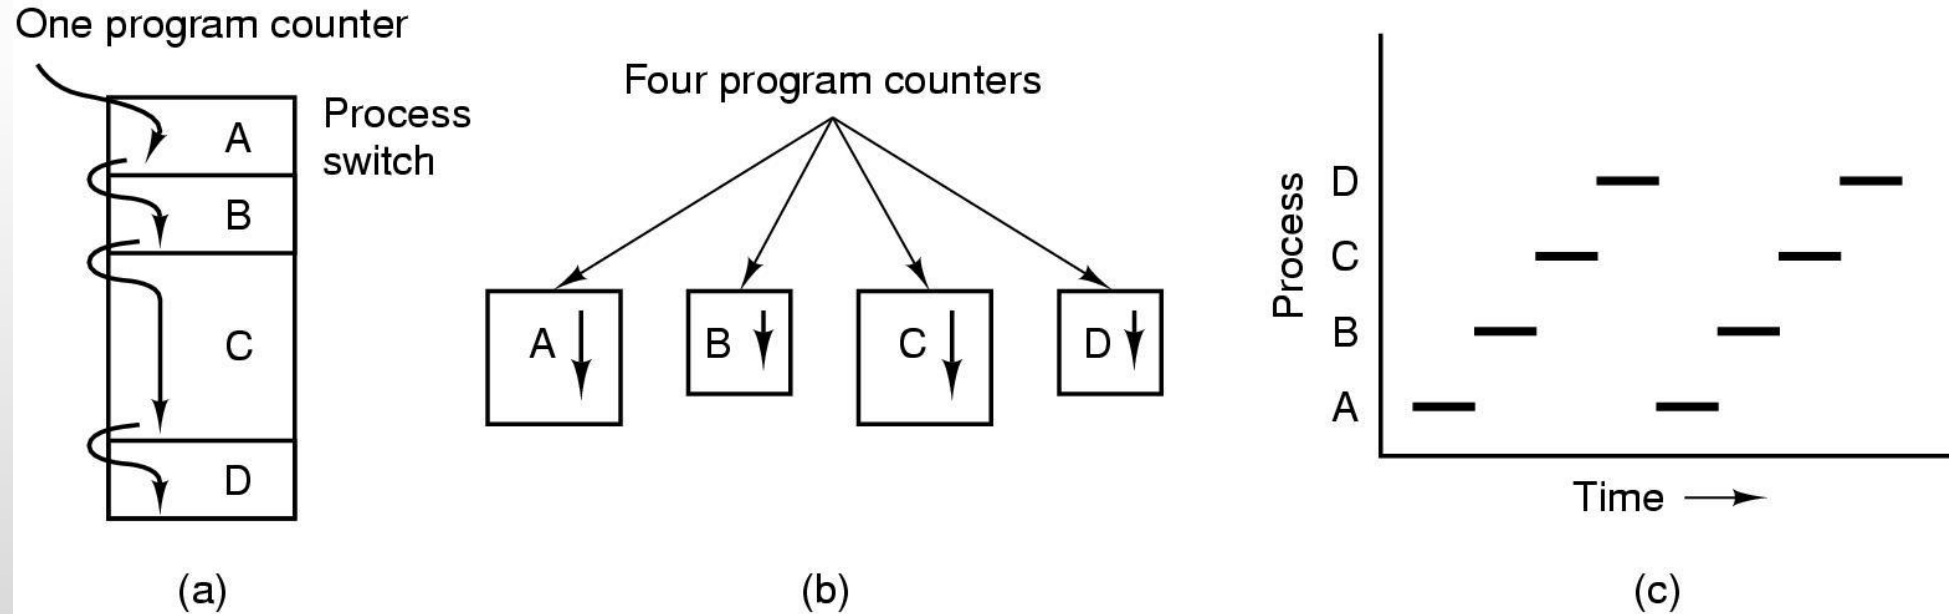 One program counter
A
Process
switch
B
C
D
(a)
Four program counters
A
B
C
D
(b)
Process
D
C
B
A
Time
(c)